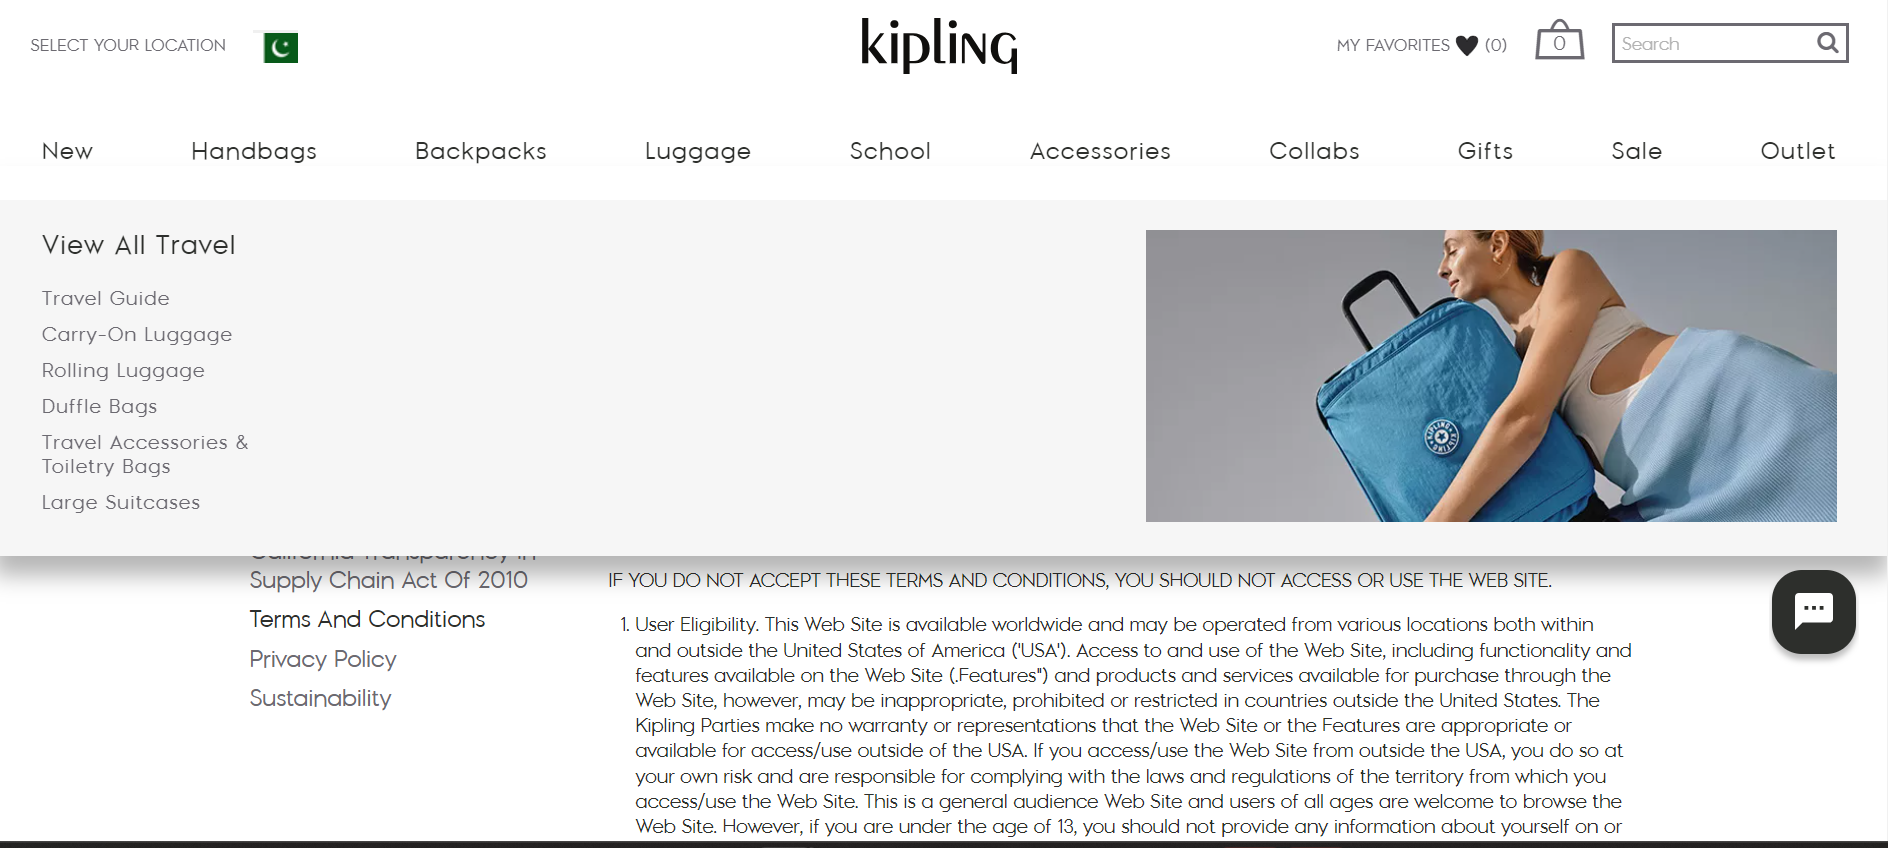 SELECT YOUR LOCATION
kipling
MY FAVORITES (0)
0
Search
New Handbags Backpacks Luggage School Accessories Collabs Gifts Sale Outlet
View All Travel
Travel Guide
Carry-On Luggage
Rolling Luggage
Duffle Bags
Travel Accessories &
Toiletry Bags
Large Suitcases
KIPLING KIPLING
California Transparency In
Supply Chain Act Of 2010
Terms And Conditions
Privacy Policy
Sustainability
IF YOU DO NOT ACCEPT THESE TERMS AND CONDITIONS, YOU SHOULD NOT ACCESS OR USE THE WEB SITE.
1. User Eligibility. This Web Site is available worldwide and may be operated from various locations both within
and outside the United States of America ('USA'). Access to and use of the Web Site, including functionality and
features available on the Web Site (.Features") and products and services available for purchase through the
Web Site, however, may be inappropriate, prohibited or restricted in countries outside the United States. The
Kipling Parties make no warranty or representations that the Web Site or the Features are appropriate or
available for access/use outside of the USA. If you access/use the Web Site from outside the USA, you do so at
your own risk and are responsible for complying with the laws and regulations of the territory from which you
access/use the Web Site. This is a general audience Web Site and users of all ages are welcome to browse the
Web Site. However, if you are under the age of 13, you should not provide any information about yourself on or